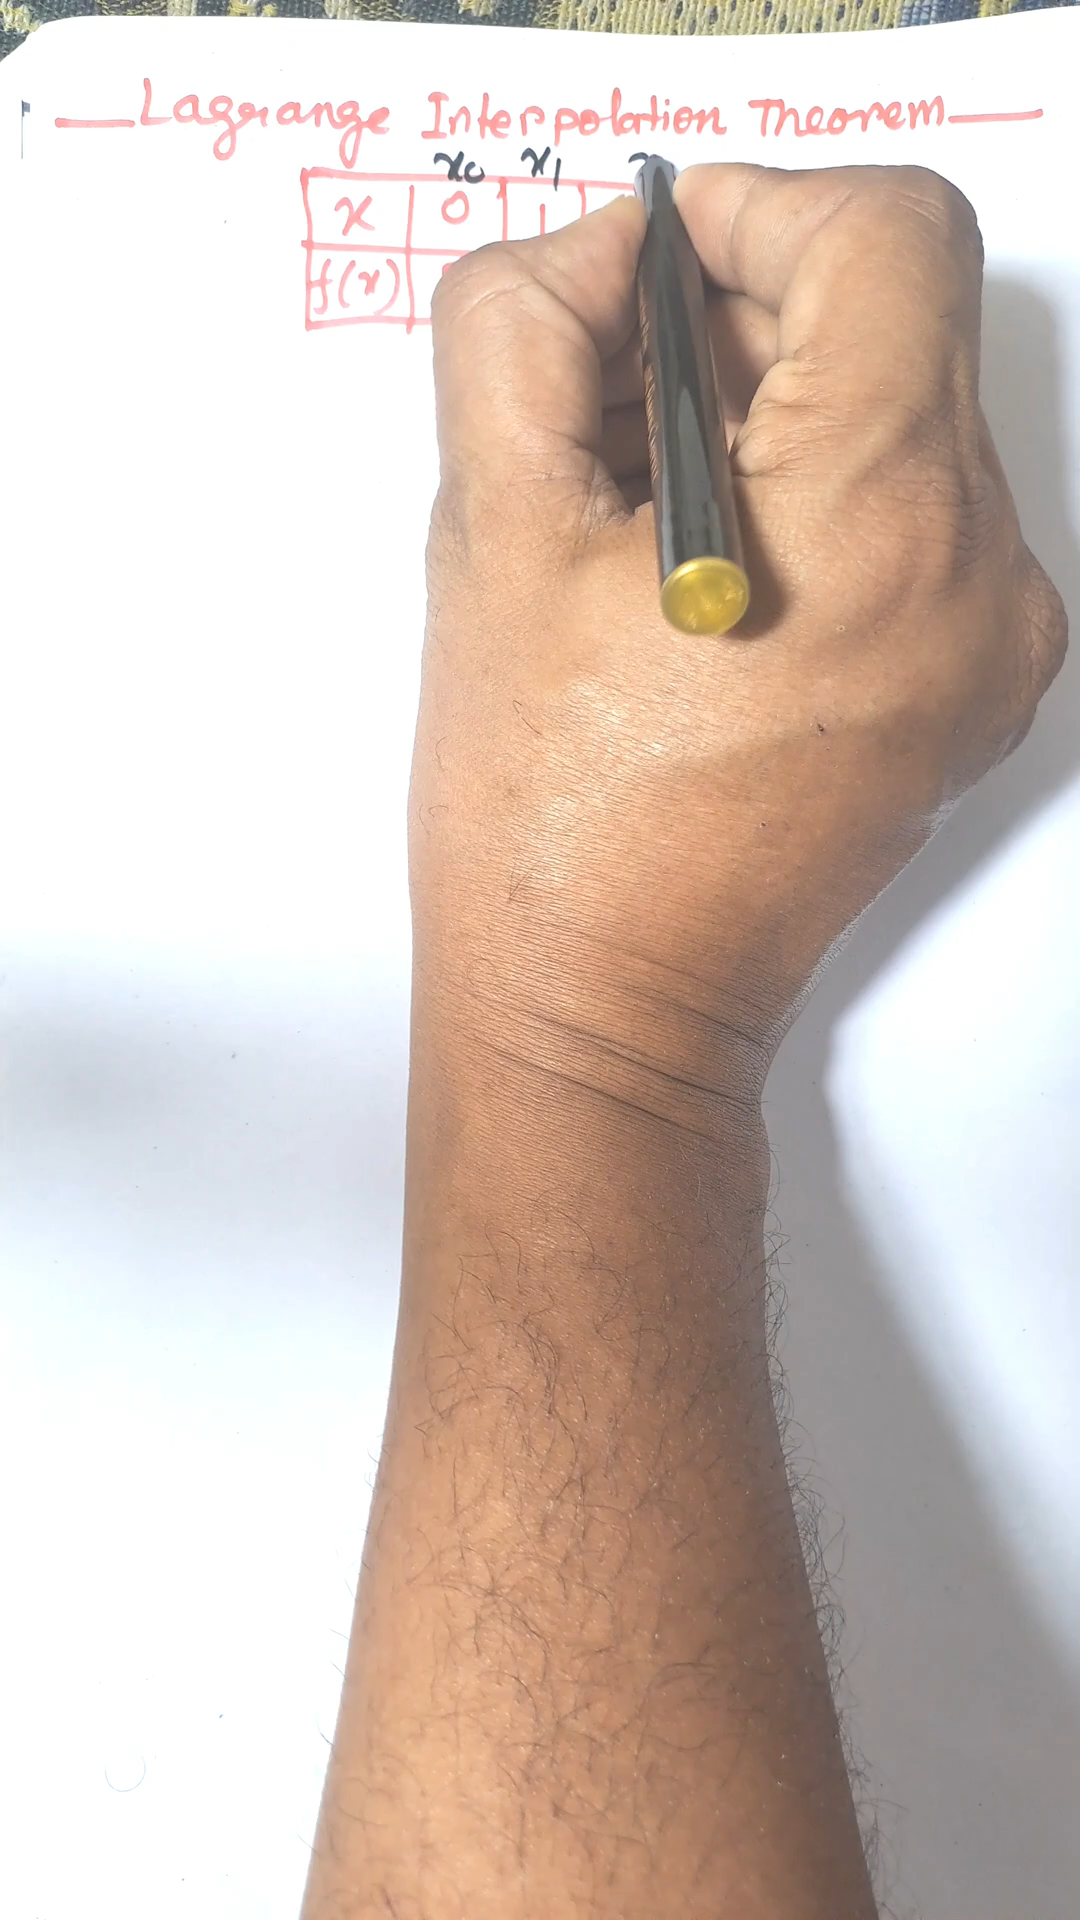 Lagrange Interpolation Theorem
x₀ x₁
x 0 1
f(x)